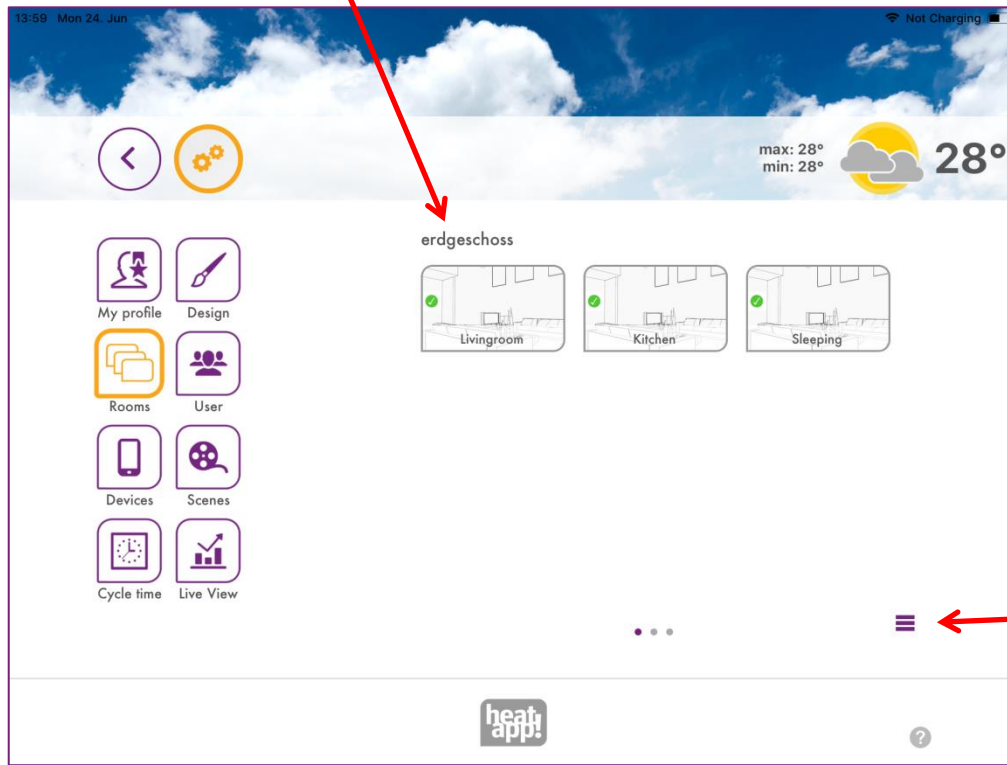 13:59 Mon 24. Jun
Not Charging
max: 28°
min: 28°
28°
erdgeschoss
My profile
Design
Livingroom
Kitchen
Sleeping
Rooms
User
Devices
Scenes
Cycle time
Live View
heat
app!
?